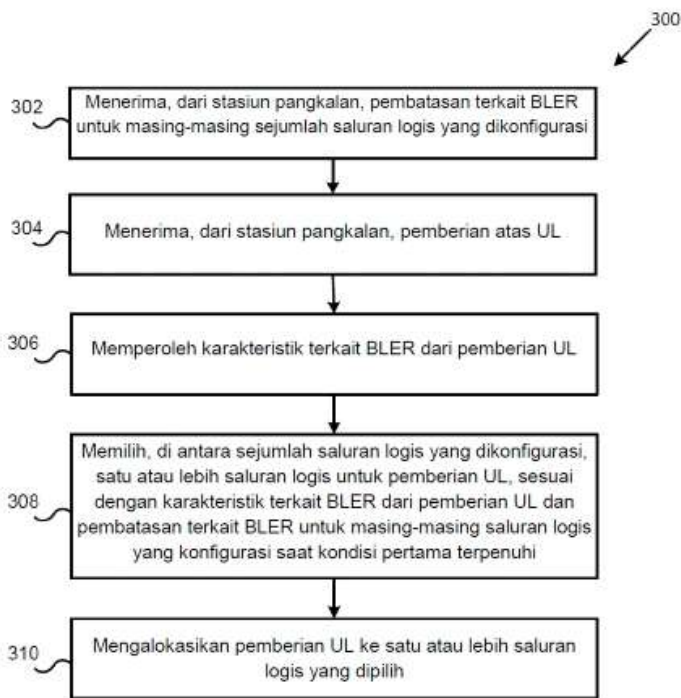 300
302
Menerima, dari stasiun pangkalan, pembatasan terkait BLER
untuk masing-masing sejumlah saluran logis yang dikonfigurasi
304
Menerima, dari stasiun pangkalan, pemberian atas UL
306
Memperoleh karakteristik terkait BLER dari pemberian UL
308
Memilih, di antara sejumlah saluran logis yang dikonfigurasi,
satu atau lebih saluran logis untuk pemberian UL, sesuai
dengan karakteristik terkait BLER dari pemberian UL dan
pembatasan terkait BLER untuk masing-masing saluran logis
yang konfigurasi saat kondisi pertama terpenuhi
310
Mengalokasikan pemberian UL ke satu atau lebih saluran
logis yang dipilih